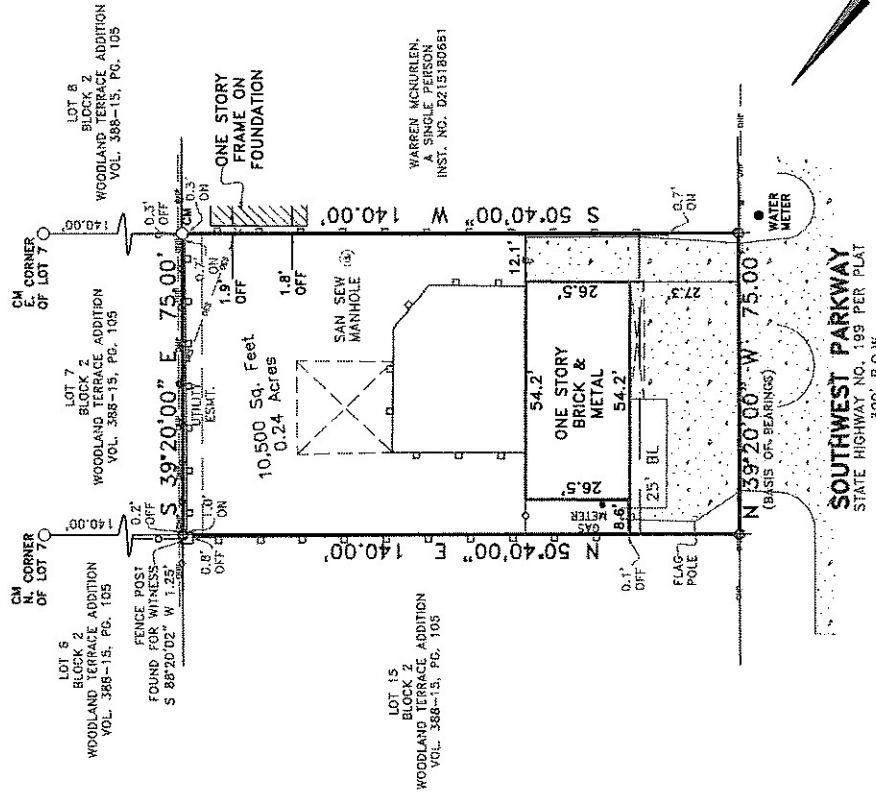 CM
N. CORNER
OF LOT 7
CM
E. CORNER
OF LOT 7
140.00'
140.00'
LOT 6
BLOCK 2
WOODLAND TERRACE ADDITION
VOL. 388-15, PG. 105
LOT 7
BLOCK 2
WOODLAND TERRACE ADDITION
VOL. 388-15, PG. 105
LOT 8
BLOCK 2
WOODLAND TERRACE ADDITION
VOL. 388-15, PG. 105
FENCE POST
FOUND FOR WITNESS
S 88°20'02" W 1.25'
0.2'
OFF
S 39°20'00" E 75.00'
0.3'
OFF
CM
0.3'
ON
0.8'
OFF
1.0'
ON
UTILITY
ESMT.
ON
1.9'
OFF
1.8'
OFF
ONE STORY
FRAME ON
FOUNDATION
10,500 Sq. Feet
0.24 Acres
SAN SEW
MANHOLE
WARREN MCNURLEN,
A SINGLE PERSON
INST. NO. D215180651
N 50°40'00" E 140.00'
S 50°40'00" W 140.00'
LOT 15
BLOCK 2
WOODLAND TERRACE ADDITION
VOL. 388-15, PG. 105
54.2'
12.1'
26.5'
ONE STORY
BRICK &
METAL
26.5'
54.2'
GAS
METER
8.6'
0.1'
OFF
25' BL
27.3'
0.7'
ON
FLAG
POLE
WATER
METER
N 39°20'00" W 75.00'
(BASIS OF BEARINGS)
SOUTHWEST PARKWAY
STATE HIGHWAY NO. 199 PER PLAT